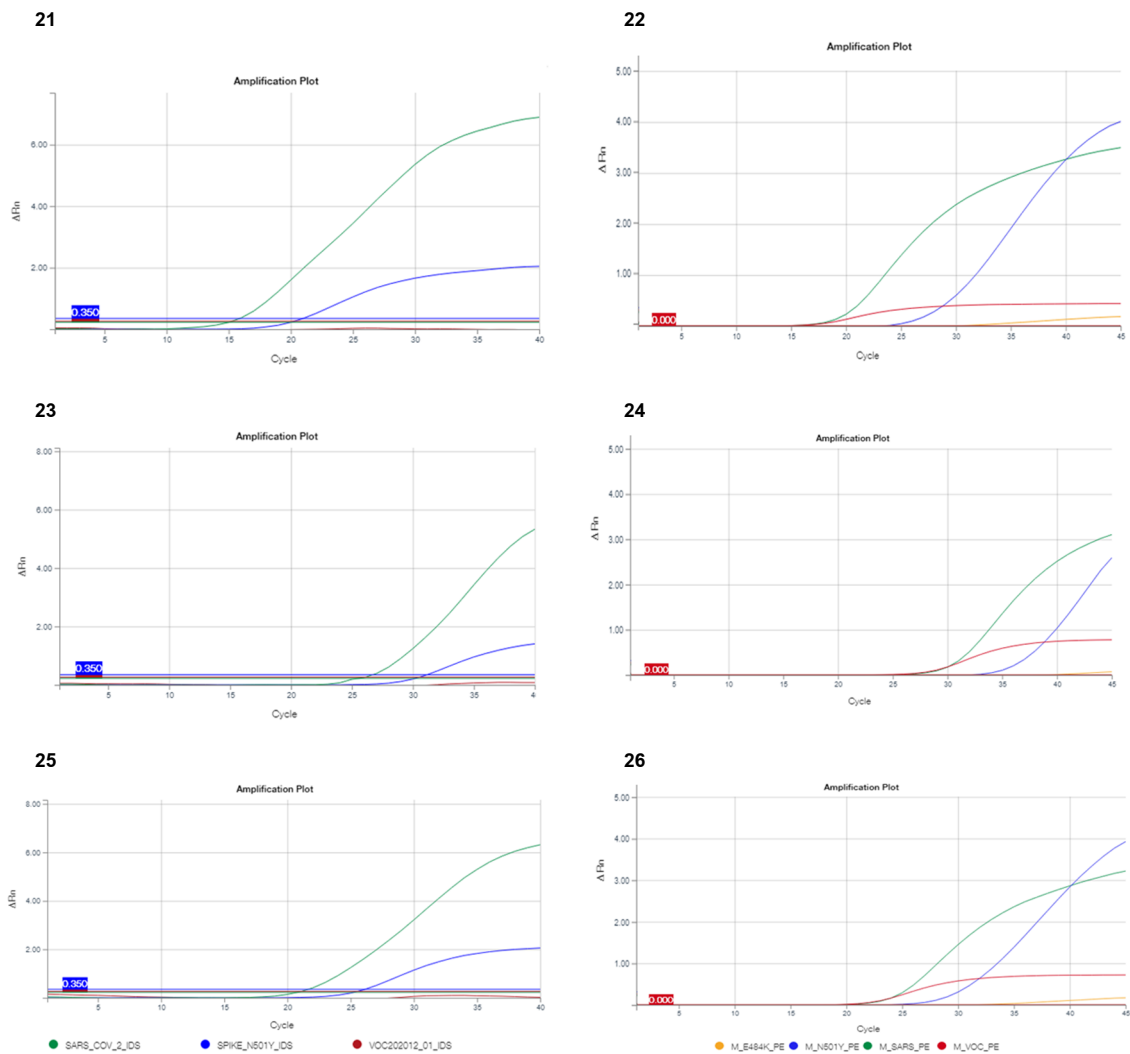 21
Amplification Plot
6.00
4.00
2.00
ΔRn
0.350
5 10 15 20 25 30 35 40
Cycle
22
Amplification Plot
5.00
4.00
3.00
2.00
1.00
ΔRn
0.000
5 10 15 20 25 30 35 40 45
Cycle
23
Amplification Plot
8.00
6.00
4.00
2.00
ΔRn
0.350
5 10 15 20 25 30 35 40
Cycle
24
Amplification Plot
5.00
4.00
3.00
2.00
1.00
ΔRn
0.000
5 10 15 20 25 30 35 40 45
Cycle
25
Amplification Plot
8.00
6.00
4.00
2.00
ΔRn
0.350
5 10 15 20 25 30 35 40
Cycle
SARS_COV_2_IDS SPIKE_N501Y_IDS VOC202012_01_IDS
26
Amplification Plot
5.00
4.00
3.00
2.00
1.00
ΔRn
0.000
5 10 15 20 25 30 35 40 45
Cycle
M_E484K_PE M_N501Y_PE M_SARS_PE M_VOC_PE